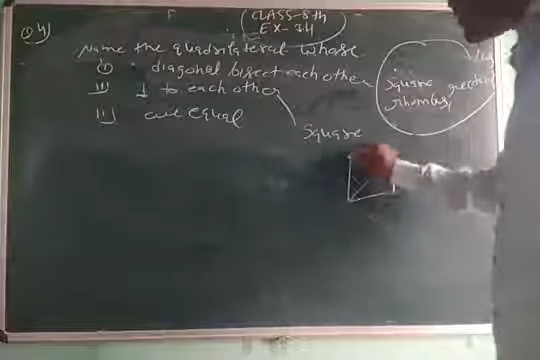 CLASS-8th
EX-3.4
Q4)
Name the quadrilateral whose
i) diagonal bisect each other
Square
rhombus
ii) ⊥ to each other
iii) are equal
Square